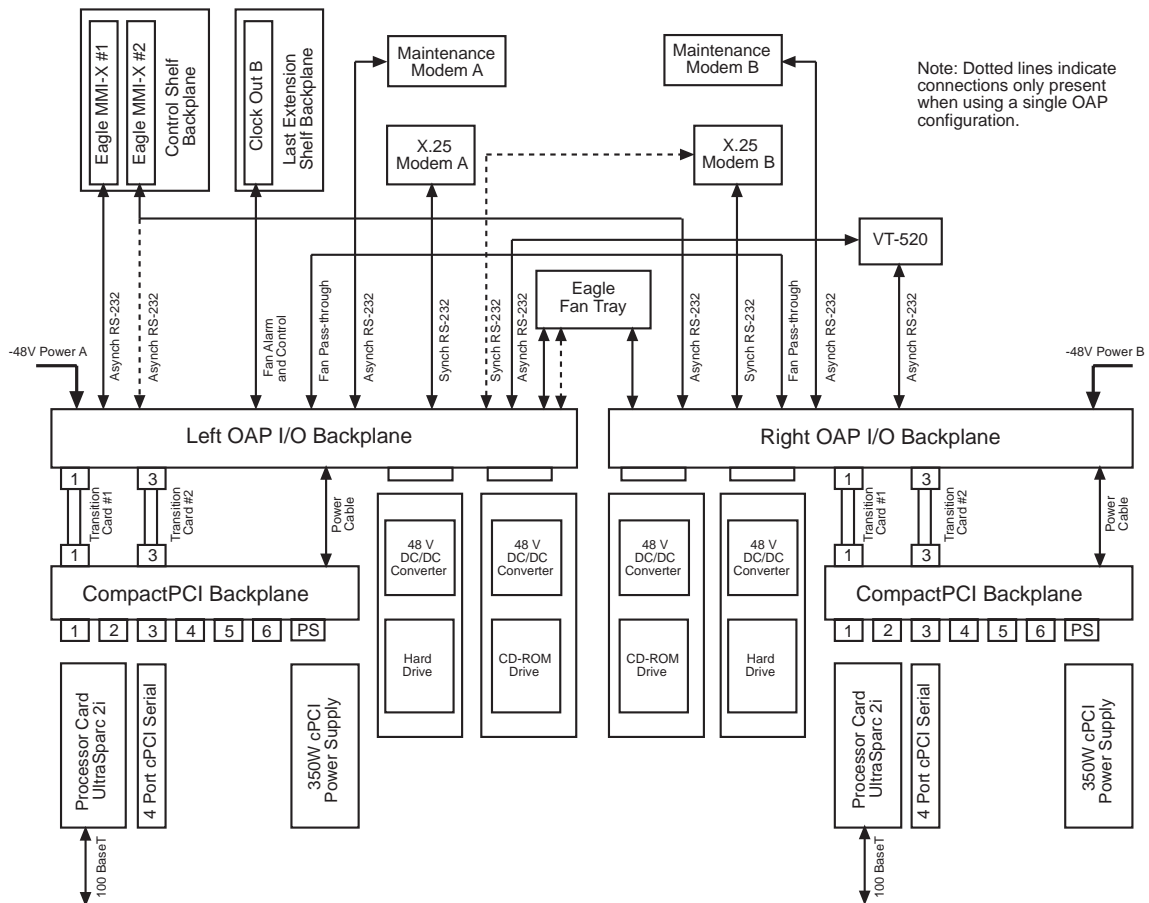 Eagle MMI-X #1
Eagle MMI-X #2
Control Shelf
Backplane
Clock Out B
Last Extension
Shelf Backplane
Maintenance
Modem A
Maintenance
Modem B
Note: Dotted lines indicate
connections only present
when using a single OAP
configuration.
X.25
Modem A
X.25
Modem B
VT-520
Eagle
Fan Tray
-48V Power A
Asynch RS-232
Asynch RS-232
Fan Alarm
and Control
Fan Pass-through
Asynch RS-232
Synch RS-232
Synch RS-232
Asynch RS-232
Asynch RS-232
Synch RS-232
Fan Pass-through
Asynch RS-232
Asynch RS-232
-48V Power B
Left OAP I/O Backplane
Right OAP I/O Backplane
1
Transition
Card #1
3
Transition
Card #2
Power
Cable
1
3
1
Transition
Card #1
3
Transition
Card #2
Power
Cable
1
3
48 V
DC/DC
Converter
48 V
DC/DC
Converter
48 V
DC/DC
Converter
48 V
DC/DC
Converter
CompactPCI Backplane
1 2 3 4 5 6 PS
CompactPCI Backplane
1 2 3 4 5 6 PS
Hard
Drive
CD-ROM
Drive
CD-ROM
Drive
Hard
Drive
Processor Card
UltraSparc 2i
4 Port cPCI Serial
350W cPCI
Power Supply
Processor Card
UltraSparc 2i
4 Port cPCI Serial
350W cPCI
Power Supply
100 BaseT
100 BaseT